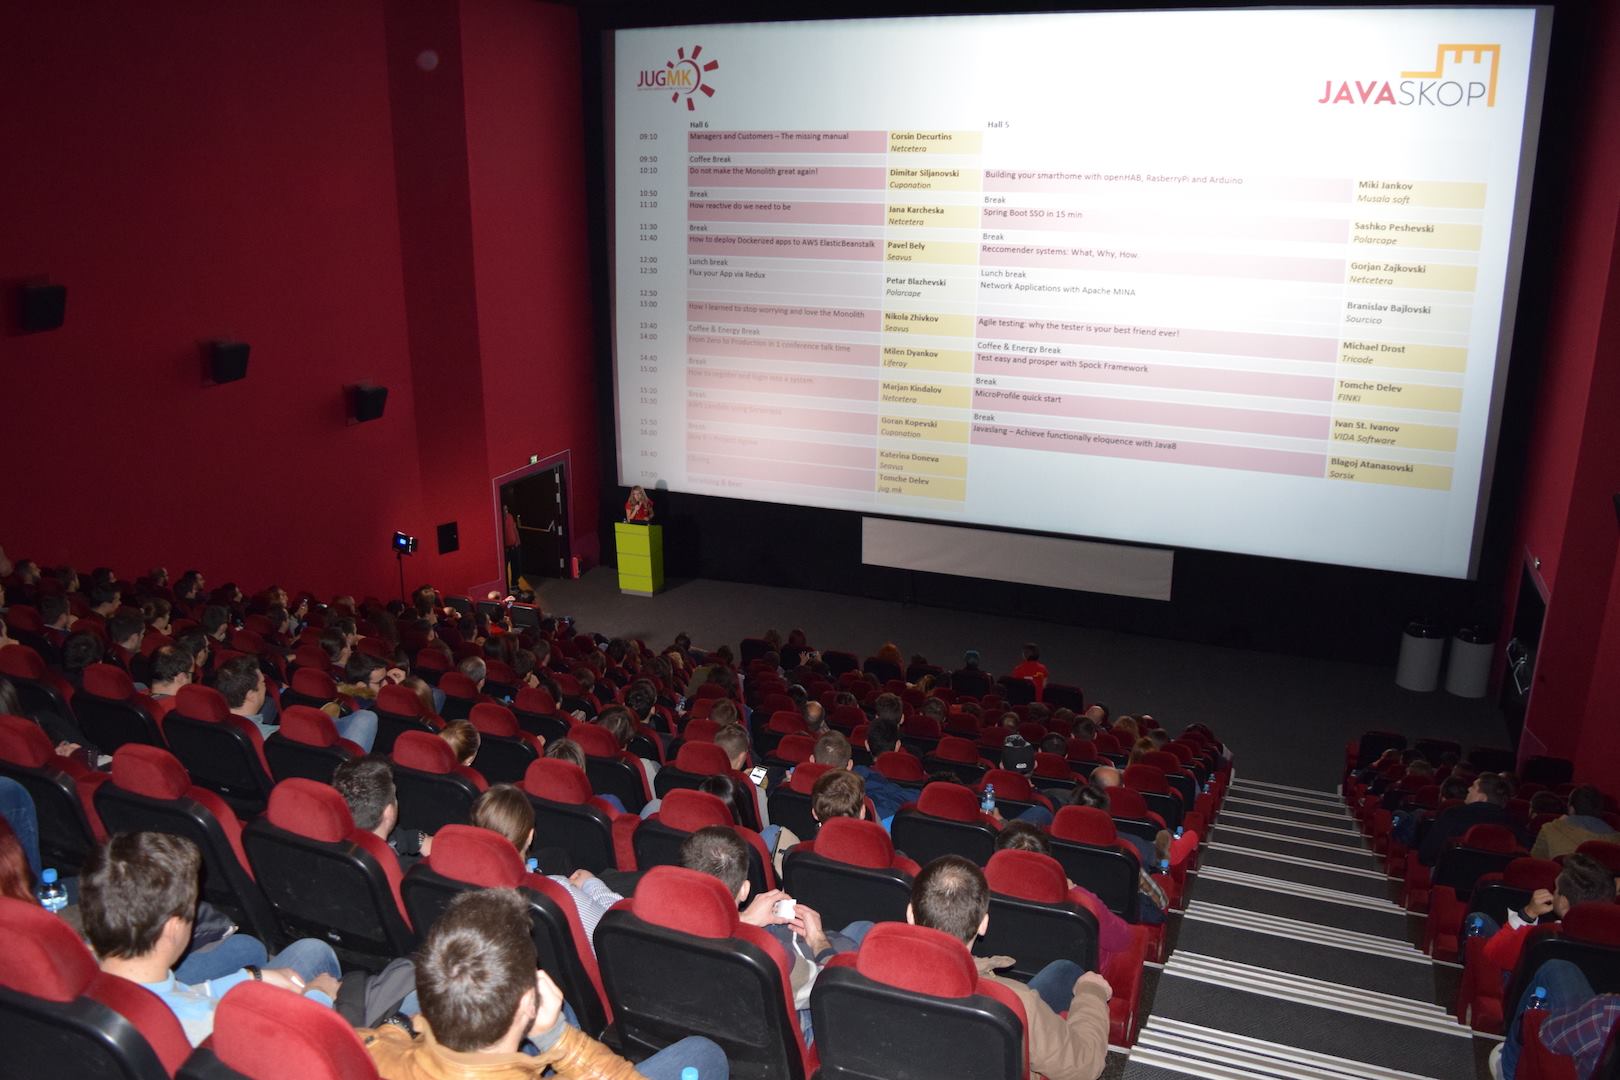 JUGMK
JAVASKOP
Hall 6
Hall 5
09:10 Managers and Customers – The missing manual Corsin Decurtins
Netcetera
09:50 Coffee Break
10:10 Do not make the Monolith great again! Dimitar Siljanovski Building your smarthome with openHAB, RasberryPi and Arduino Miki Jankov
Cuponation Musala soft
10:50 Break Break
11:10 How reactive do we need to be Jana Karcheska Spring Boot SSO in 15 min Sashko Peshevski
Netcetera Polarcape
11:30 Break Break
11:40 How to deploy Dockerized apps to AWS ElasticBeanstalk Pavel Bely Reccomender systems: What, Why, How. Gorjan Zajkovski
Seavus Netcetera
12:00 Lunch break Lunch break
12:30 Flux your App via Redux Petar Blazhevski Network Applications with Apache MINA Branislav Bajlovski
Polarcape Sourcico
12:50
13:00 How I learned to stop worrying and love the Monolith Nikola Zhivkov Agile testing: why the tester is your best friend ever! Michael Drost
Seavus Tricode
13:40 Coffee & Energy Break Coffee & Energy Break
14:00 From Zero to Production in 1 conference talk time Milen Dyankov Test easy and prosper with Spock Framework Tomche Delev
Liferay FINKI
14:40 Break Break
15:00 How to register and login into a system Marjan Kindalov MicroProfile quick start Ivan St. Ivanov
Netcetera VIDA Software
15:20 Break Break
15:30 Goran Kopevski Javaslang – Achieve functionally eloquence with Java8 Blagoj Atanasovski
Cuponation Sorsix
15:50 Break
16:00 Katerina Doneva
Seavus
16:40 Closing Tomche Delev
jug.mk
17:00